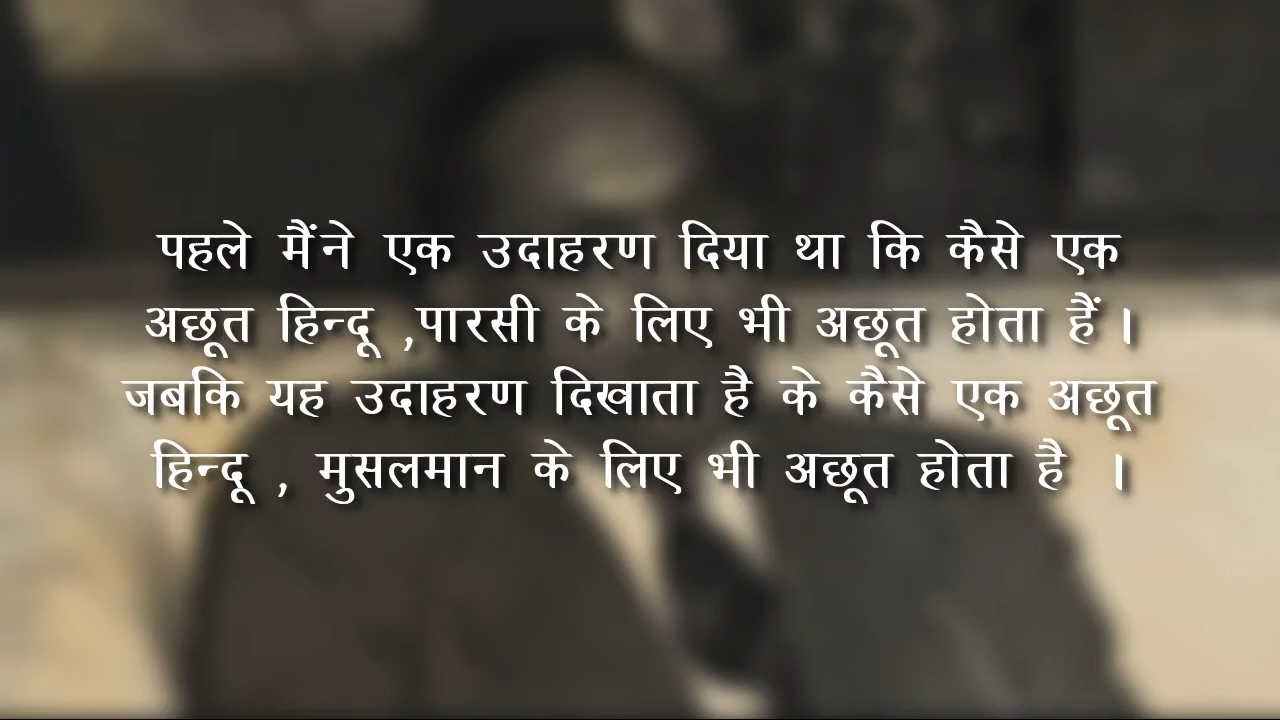 पहले मैंने एक उदाहरण दिया था कि कैसे एक
अछूत हिन्दू ,पारसी के लिए भी अछूत होता हैं।
जबकि यह उदाहरण दिखाता है के कैसे एक अछूत
हिन्दू , मुसलमान के लिए भी अछूत होता है ।